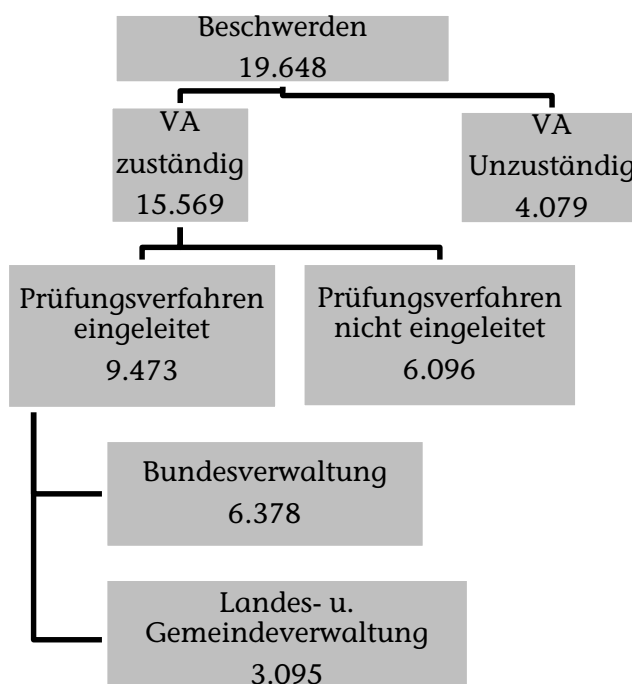 Beschwerden
19.648
VA
zuständig
15.569
VA
Unzuständig
4.079
Prüfungsverfahren
eingeleitet
9.473
Prüfungsverfahren
nicht eingeleitet
6.096
Bundesverwaltung
6.378
Landes- u.
Gemeindeverwaltung
3.095